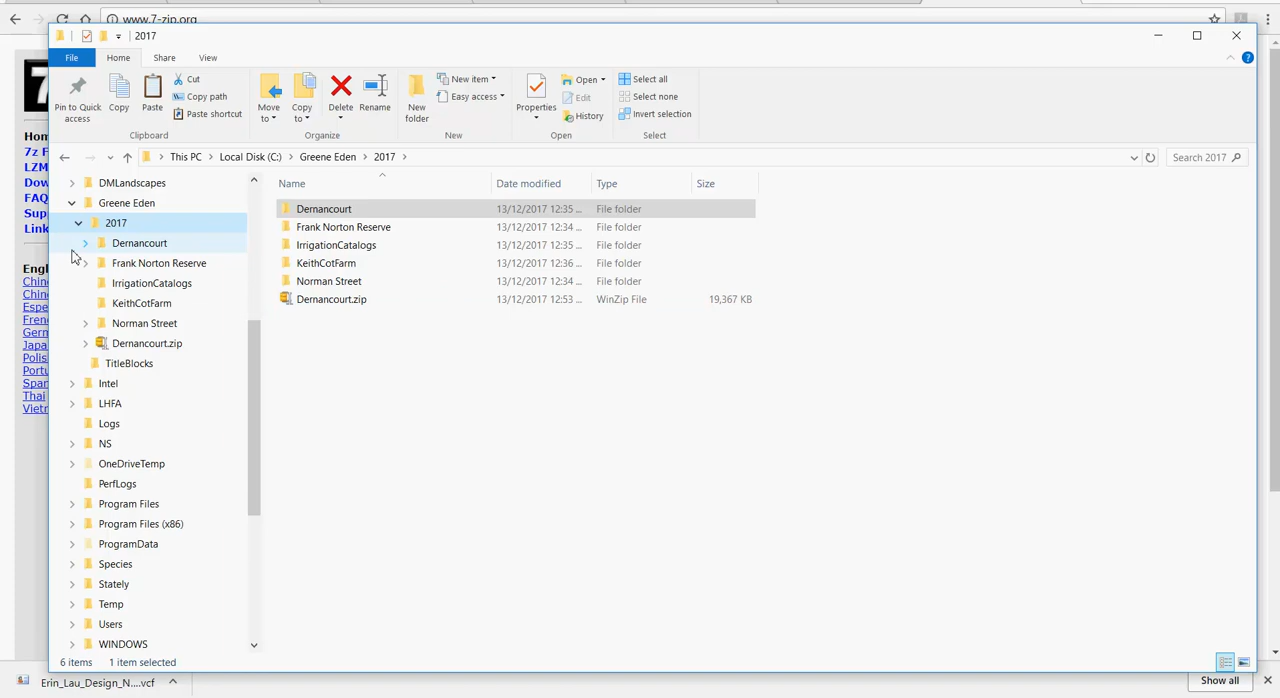 www.7-zip.org
2017
File Home Share View
Pin to Quick access
Copy
Paste
Cut
Copy path
Paste shortcut
Move to
Copy to
Delete
Rename
New folder
New item
Easy access
Properties
Open
Edit
History
Select all
Select none
Invert selection
Clipboard Organize New Open Select
This PC Local Disk (C:) Greene Eden 2017
Search 2017
Name Date modified Type Size
Dernancourt 13/12/2017 12:35 ... File folder
Frank Norton Reserve 13/12/2017 12:34 ... File folder
IrrigationCatalogs 13/12/2017 12:35 ... File folder
KeithCotFarm 13/12/2017 12:36 ... File folder
Norman Street 13/12/2017 12:34 ... File folder
Dernancourt.zip 13/12/2017 12:53 ... WinZip File 19,367 KB
DMLandscapes
Greene Eden
2017
Dernancourt
Frank Norton Reserve
IrrigationCatalogs
KeithCotFarm
Norman Street
Dernancourt.zip
TitleBlocks
Intel
LHFA
Logs
NS
OneDriveTemp
PerfLogs
Program Files
Program Files (x86)
ProgramData
Species
Stately
Temp
Users
WINDOWS
7
Hom
7z F
LZM
Dow
FAQ
Sup
Link
Engl
Chin
Chin
Espe
Fren
Germ
Japa
Polis
Portu
Span
Thai
Vietn
6 items 1 item selected
Erin_Lau_Design_N....vcf
Show all